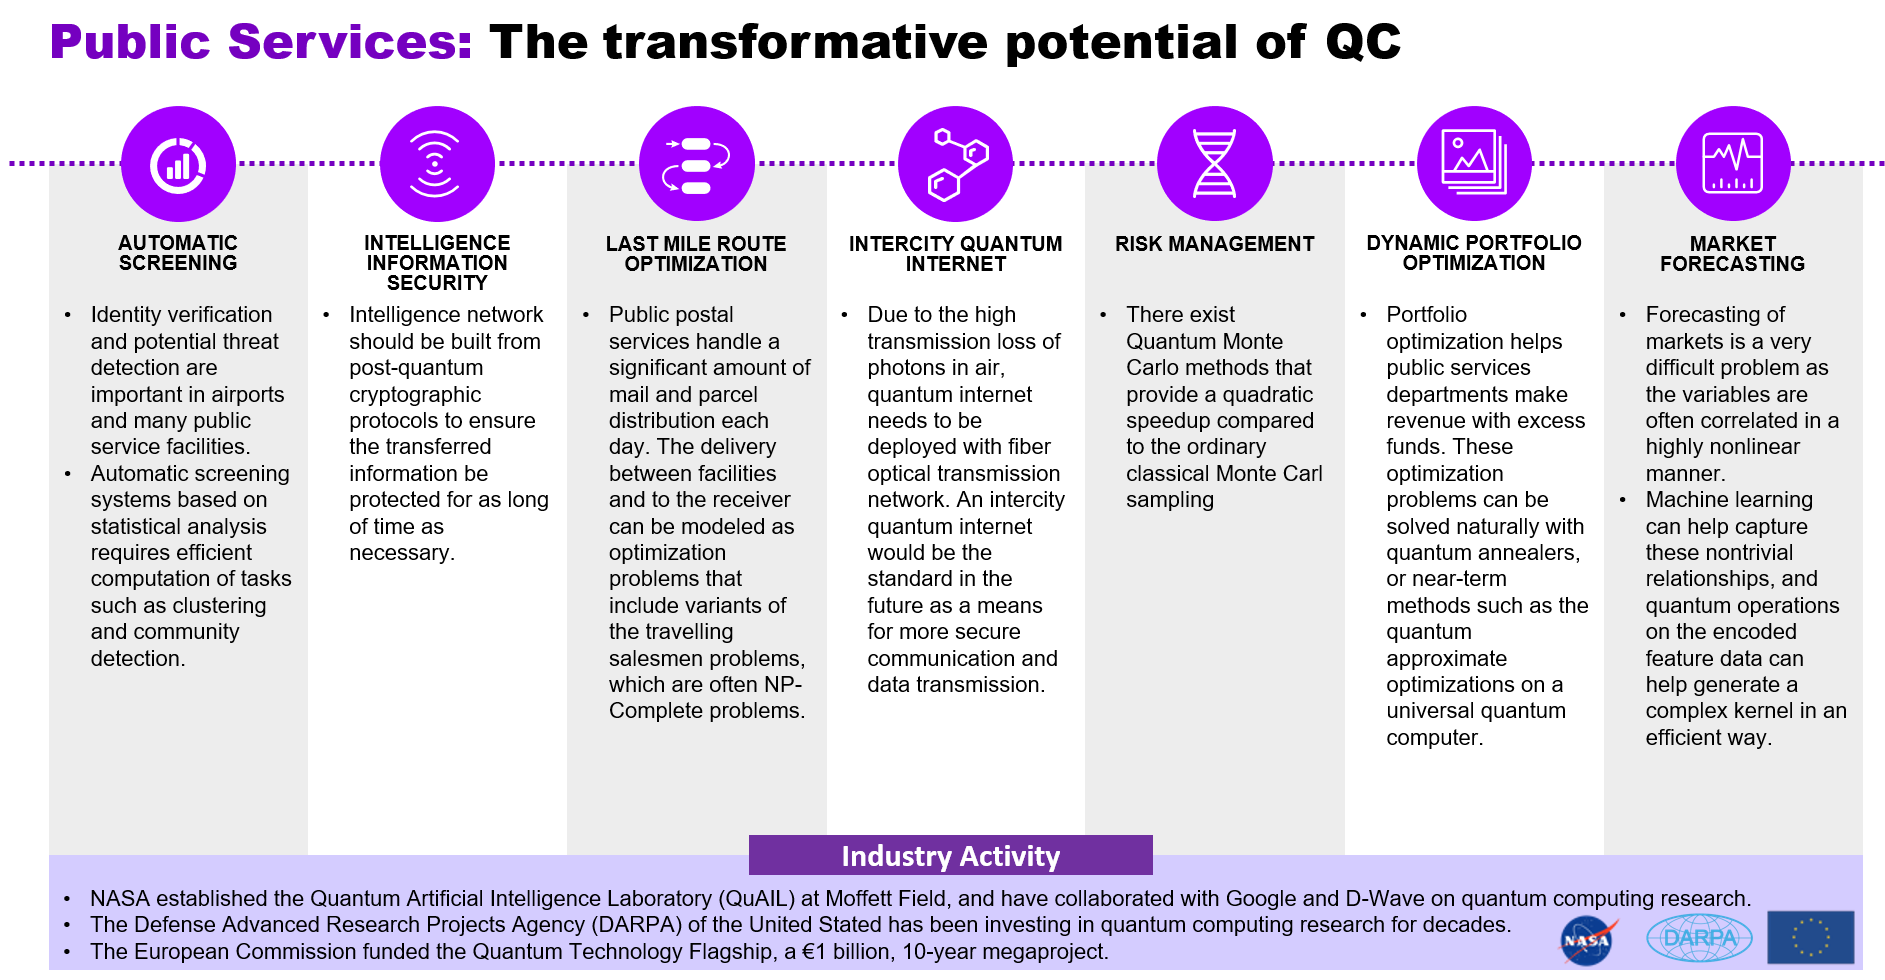 Public Services: The transformative potential of QC
AUTOMATIC
SCREENING
• Identity verification
and potential threat
detection are
important in airports
and many public
service facilities.
• Automatic screening
systems based on
statistical analysis
requires efficient
computation of tasks
such as clustering
and community
detection.
INTELLIGENCE
INFORMATION
SECURITY
• Intelligence network
should be built from
post-quantum
cryptographic
protocols to ensure
the transferred
information be
protected for as long
of time as
necessary.
LAST MILE ROUTE
OPTIMIZATION
• Public postal
services handle a
significant amount of
mail and parcel
distribution each
day. The delivery
between facilities
and to the receiver
can be modeled as
optimization
problems that
include variants of
the travelling
salesmen problems,
which are often NP-
Complete problems.
INTERCITY QUANTUM
INTERNET
• Due to the high
transmission loss of
photons in air,
quantum internet
needs to be
deployed with fiber
optical transmission
network. An intercity
quantum internet
would be the
standard in the
future as a means
for more secure
communication and
data transmission.
RISK MANAGEMENT
• There exist
Quantum Monte
Carlo methods that
provide a quadratic
speedup compared
to the ordinary
classical Monte Carl
sampling
DYNAMIC PORTFOLIO
OPTIMIZATION
• Portfolio
optimization helps
public services
departments make
revenue with excess
funds. These
optimization
problems can be
solved naturally with
quantum annealers,
or near-term
methods such as the
quantum
approximate
optimizations on a
universal quantum
computer.
MARKET
FORECASTING
• Forecasting of
markets is a very
difficult problem as
the variables are
often correlated in a
highly nonlinear
manner.
• Machine learning
can help capture
these nontrivial
relationships, and
quantum operations
on the encoded
feature data can
help generate a
complex kernel in an
efficient way.
Industry Activity
• NASA established the Quantum Artificial Intelligence Laboratory (QuAIL) at Moffett Field, and have collaborated with Google and D-Wave on quantum computing research.
• The Defense Advanced Research Projects Agency (DARPA) of the United Stated has been investing in quantum computing research for decades.
• The European Commission funded the Quantum Technology Flagship, a €1 billion, 10-year megaproject.
NASA
DARPA